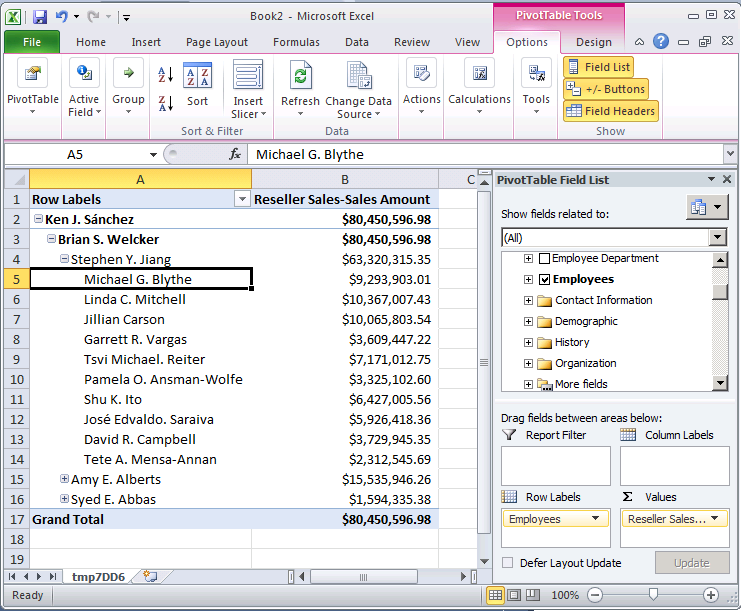 Book2 - Microsoft Excel PivotTable Tools
File Home Insert Page Layout Formulas Data Review View Options Design
PivotTable Active Field Group Sort Insert Slicer Refresh Change Data Source Actions Calculations Tools Field List
+/- Buttons
Field Headers
Sort & Filter Data Show
A5 fx Michael G. Blythe
A B C
1 Row Labels Reseller Sales-Sales Amount
2 Ken J. Sánchez $80,450,596.98
3 Brian S. Welcker $80,450,596.98
4 Stephen Y. Jiang $63,320,315.35
5 Michael G. Blythe $9,293,903.01
6 Linda C. Mitchell $10,367,007.43
7 Jillian Carson $10,065,803.54
8 Garrett R. Vargas $3,609,447.22
9 Tsvi Michael. Reiter $7,171,012.75
10 Pamela O. Ansman-Wolfe $3,325,102.60
11 Shu K. Ito $6,427,005.56
12 José Edvaldo. Saraiva $5,926,418.36
13 David R. Campbell $3,729,945.35
14 Tete A. Mensa-Annan $2,312,545.69
15 Amy E. Alberts $15,535,946.26
16 Syed E. Abbas $1,594,335.38
17 Grand Total $80,450,596.98
18
19
tmp7DD6
PivotTable Field List
Show fields related to:
(All)
Employee Department
Employees
Contact Information
Demographic
History
Organization
More fields
Drag fields between areas below:
Report Filter Column Labels
Row Labels Σ Values
Employees Reseller Sales...
Defer Layout Update Update
Ready 100%